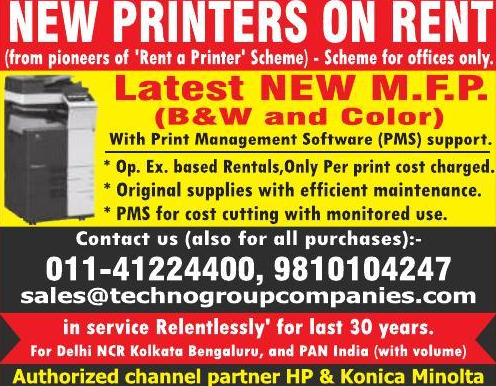 NEW PRINTERS ON RENT
(from pioneers of 'Rent a Printer' Scheme) - Scheme for offices only.
Latest NEW M.F.P.
(B&W and Color)
With Print Management Software (PMS) support.
* Op. Ex. based Rentals,Only Per print cost charged.
* Original supplies with efficient maintenance.
* PMS for cost cutting with monitored use.
Contact us (also for all purchases):-
011-41224400, 9810104247
sales@technogroupcompanies.com
in service Relentlessly' for last 30 years.
For Delhi NCR Kolkata Bengaluru, and PAN India (with volume)
Authorized channel partner HP & Konica Minolta